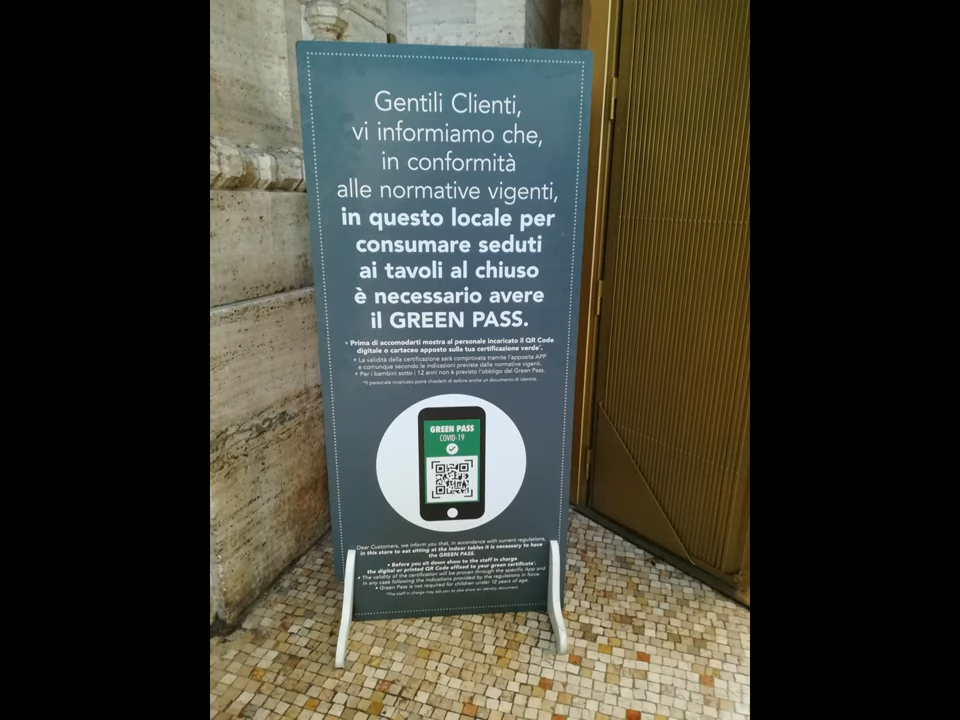 Gentili Clienti,
vi informiamo che,
in conformità
alle normative vigenti,
in questo locale per
consumare seduti
ai tavoli al chiuso
è necessario avere
il GREEN PASS.
• Prima di accomodarti mostra al personale incaricato il QR Code
digitale o cartaceo apposto sulla tua certificazione verde*.
• La validità della certificazione sarà comprovata tramite l'apposita APP
e comunque secondo le indicazioni previste dalle normative vigenti.
• Per i bambini sotto i 12 anni non è previsto l'obbligo del Green Pass.
*Il personale incaricato potrà chiederti di esibire anche un documento di identità.
GREEN PASS
COVID-19
Dear Customers, we inform you that, in accordance with current regulations,
in this store to eat sitting at the indoor tables it is necessary to have
the GREEN PASS.
• Before you sit down show to the staff in charge
the digital or printed QR Code affixed to your green certificate*.
• The validity of the certification will be proven through the specific App and
in any case following the indications provided by the regulations in force
• Green Pass is not required for children under 12 years of age.
*The staff in charge may ask you to also show an identity document